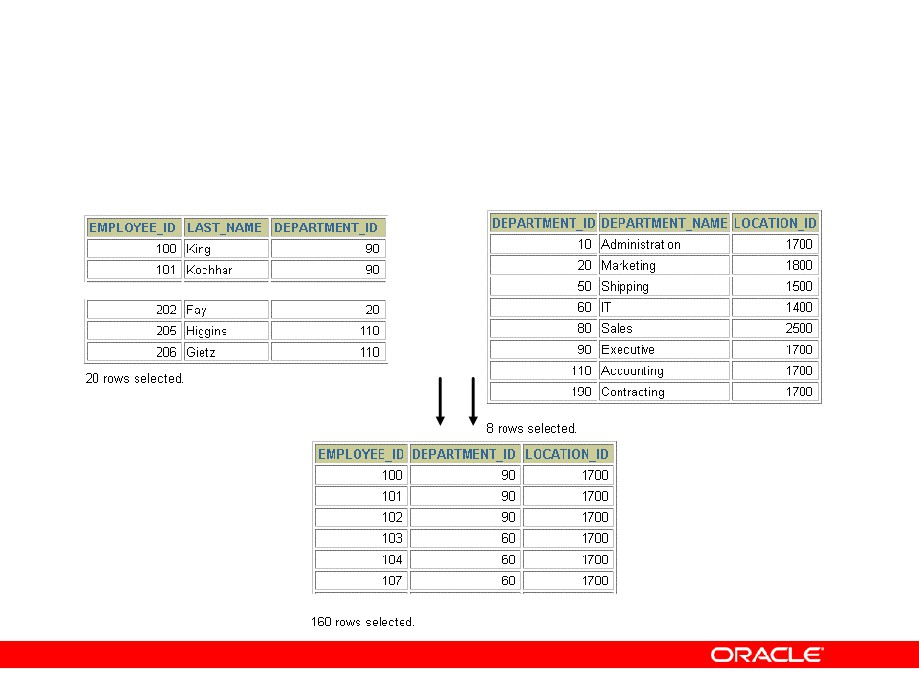 EMPLOYEE_ID LAST_NAME DEPARTMENT_ID
100 King 90
101 Kochhar 90
202 Fay 20
205 Higgins 110
206 Gietz 110
20 rows selected.
DEPARTMENT_ID DEPARTMENT_NAME LOCATION_ID
10 Administration 1700
20 Marketing 1800
50 Shipping 1500
60 IT 1400
80 Sales 2500
90 Executive 1700
110 Accounting 1700
190 Contracting 1700
8 rows selected.
EMPLOYEE_ID DEPARTMENT_ID LOCATION_ID
100 90 1700
101 90 1700
102 90 1700
103 60 1700
104 60 1700
107 60 1700
160 rows selected.
ORACLE